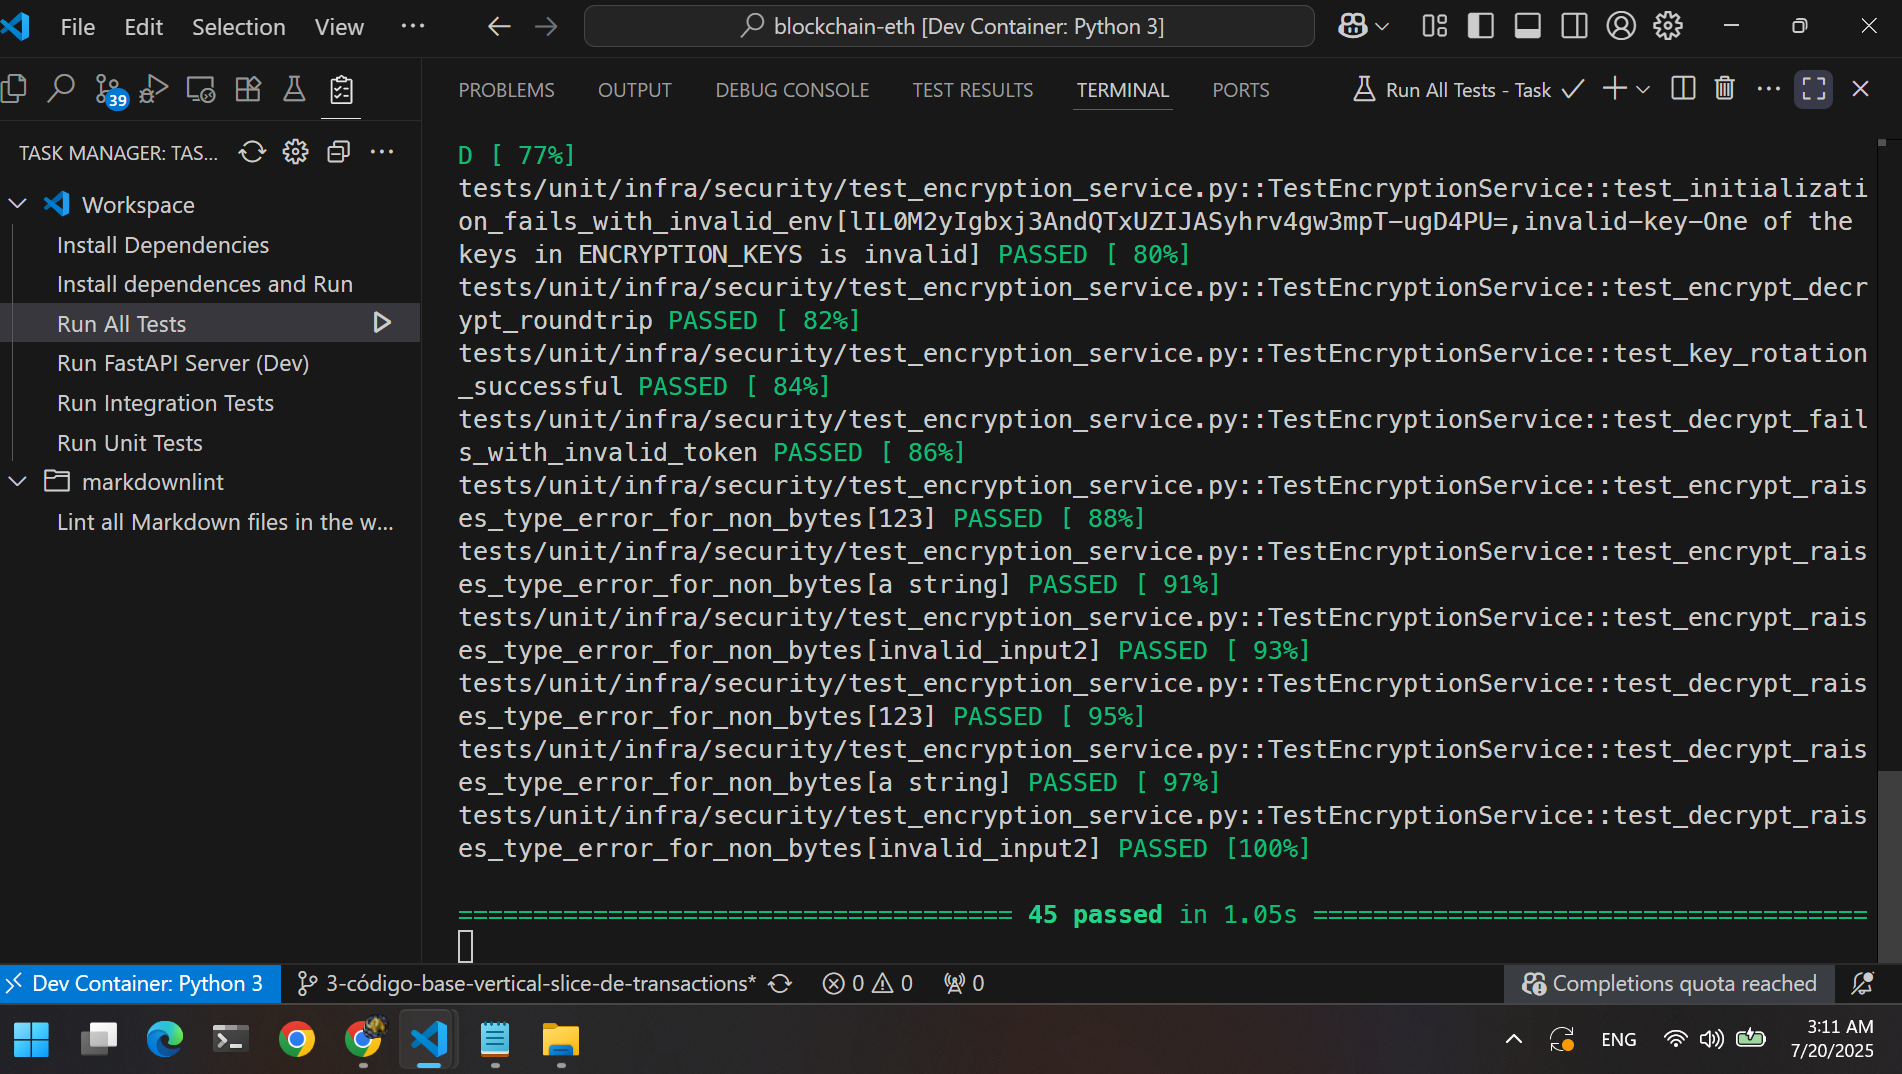 File Edit Selection View ···
blockchain-eth [Dev Container: Python 3]
39
TASK MANAGER: TAS... ···
Workspace
Install Dependencies
Install dependences and Run
Run All Tests
Run FastAPI Server (Dev)
Run Integration Tests
Run Unit Tests
markdownlint
Lint all Markdown files in the w...
PROBLEMS OUTPUT DEBUG CONSOLE TEST RESULTS TERMINAL PORTS
Run All Tests - Task
D [ 77%]
tests/unit/infra/security/test_encryption_service.py::TestEncryptionService::test_initializati
on_fails_with_invalid_env[lIL0M2yIgbxj3AndQTxUZIJASyhrv4gw3mpT-ugD4PU=,invalid-key-One of the
keys in ENCRYPTION_KEYS is invalid] PASSED [ 80%]
tests/unit/infra/security/test_encryption_service.py::TestEncryptionService::test_encrypt_decr
ypt_roundtrip PASSED [ 82%]
tests/unit/infra/security/test_encryption_service.py::TestEncryptionService::test_key_rotation
_successful PASSED [ 84%]
tests/unit/infra/security/test_encryption_service.py::TestEncryptionService::test_decrypt_fail
s_with_invalid_token PASSED [ 86%]
tests/unit/infra/security/test_encryption_service.py::TestEncryptionService::test_encrypt_rais
es_type_error_for_non_bytes[123] PASSED [ 88%]
tests/unit/infra/security/test_encryption_service.py::TestEncryptionService::test_encrypt_rais
es_type_error_for_non_bytes[a string] PASSED [ 91%]
tests/unit/infra/security/test_encryption_service.py::TestEncryptionService::test_encrypt_rais
es_type_error_for_non_bytes[invalid_input2] PASSED [ 93%]
tests/unit/infra/security/test_encryption_service.py::TestEncryptionService::test_decrypt_rais
es_type_error_for_non_bytes[123] PASSED [ 95%]
tests/unit/infra/security/test_encryption_service.py::TestEncryptionService::test_decrypt_rais
es_type_error_for_non_bytes[a string] PASSED [ 97%]
tests/unit/infra/security/test_encryption_service.py::TestEncryptionService::test_decrypt_rais
es_type_error_for_non_bytes[invalid_input2] PASSED [100%]
===================================== 45 passed in 1.05s =====================================
Dev Container: Python 3 3-código-base-vertical-slice-de-transactions* 0 0 0 Completions quota reached
ENG
3:11 AM
7/20/2025